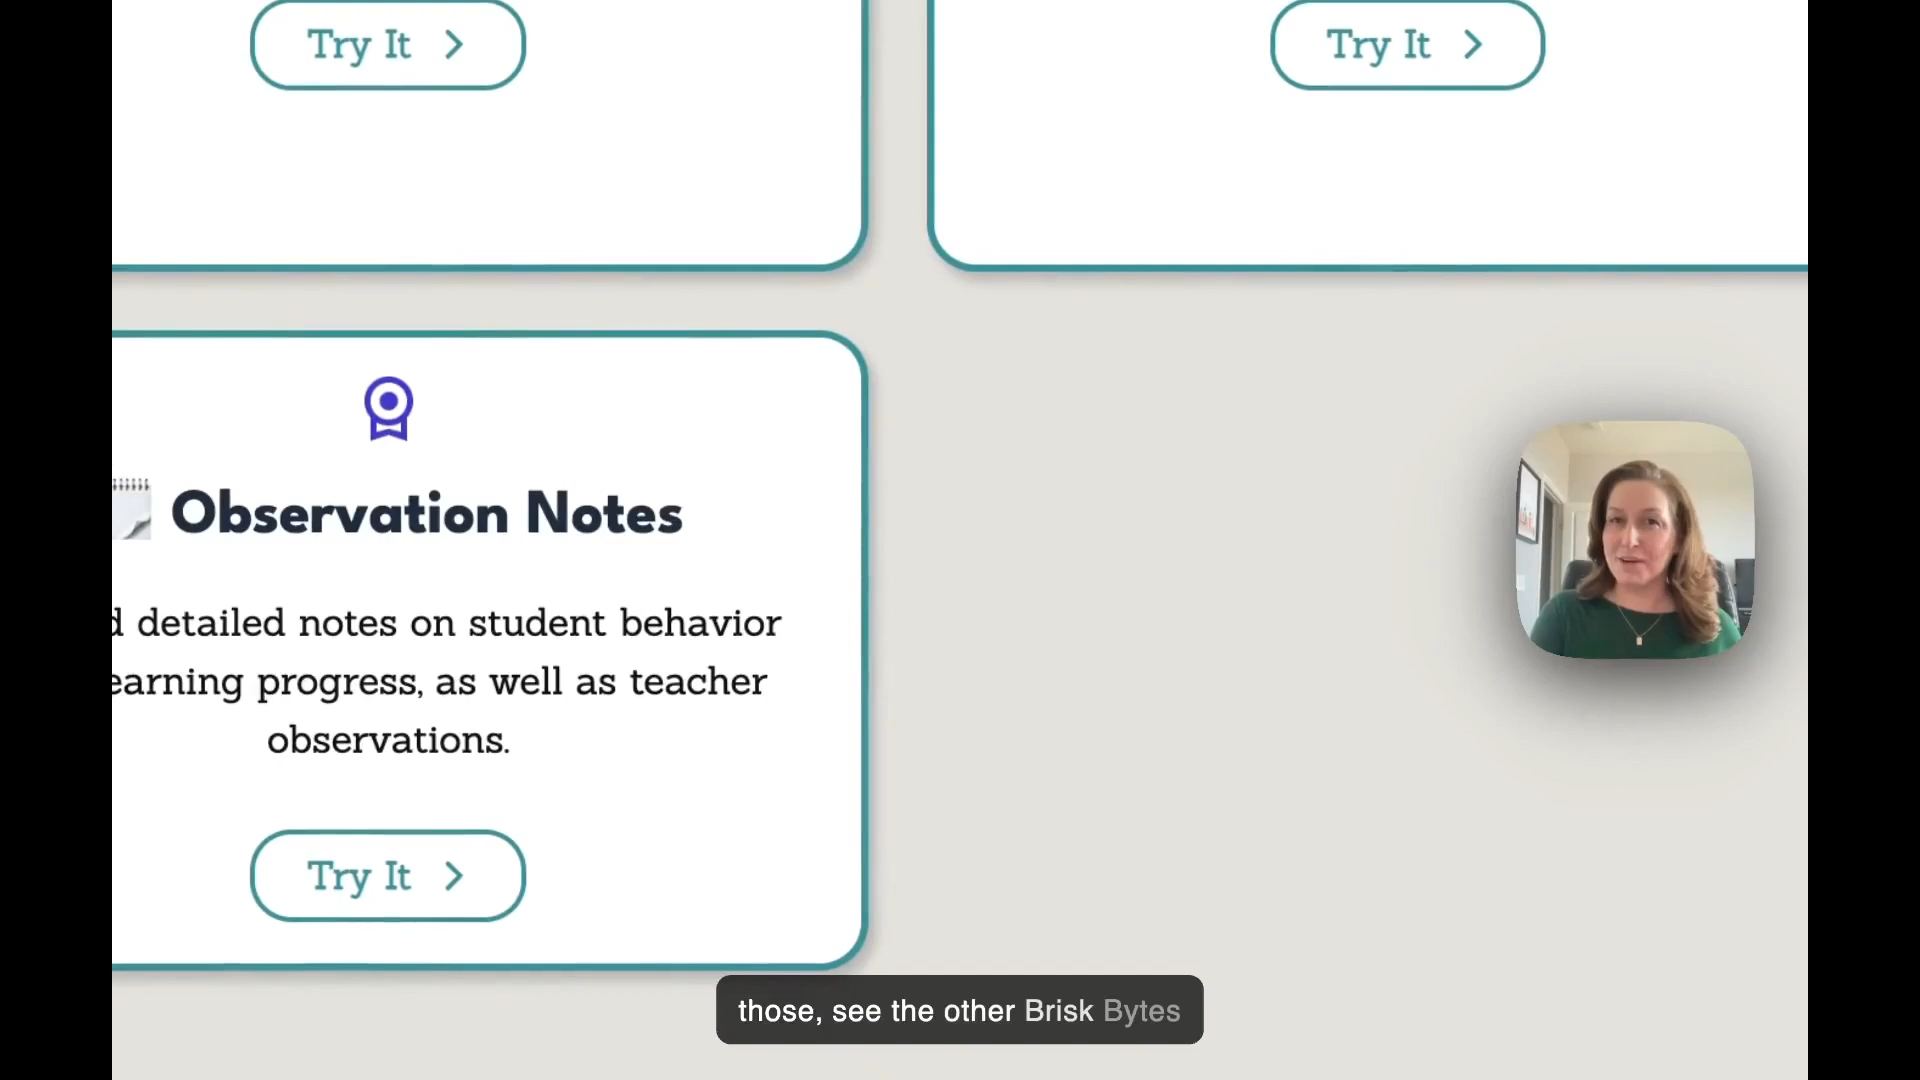 Try It
Try It
Observation Notes
detailed notes on student behavior
earning progress, as well as teacher
observations.
Try It
those, see the other Brisk Bytes